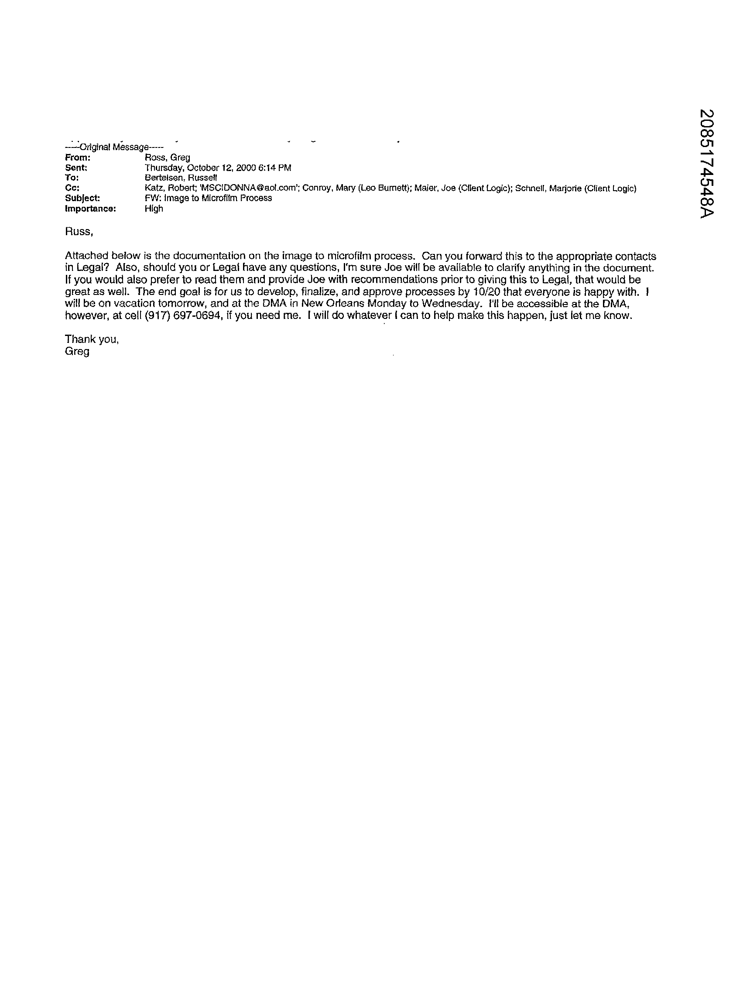 -----Original Message-----
From: Ross, Greg
Sent: Thursday, October 12, 2000 6:14 PM
To: Bertelsen, Russell
Cc: Katz, Robert; 'MSCIDONNA@aol.com'; Conroy, Mary (Leo Burnett); Maier, Joe (Client Logic); Schnell, Marjorie (Client Logic)
Subject: FW: Image to Microfilm Process
Importance: High
Russ,
Attached below is the documentation on the image to microfilm process. Can you forward this to the appropriate contacts
in Legal? Also, should you or Legal have any questions, I'm sure Joe will be available to clarify anything in the document.
If you would also prefer to read them and provide Joe with recommendations prior to giving this to Legal, that would be
great as well. The end goal is for us to develop, finalize, and approve processes by 10/20 that everyone is happy with. I
will be on vacation tomorrow, and at the DMA in New Orleans Monday to Wednesday. I'll be accessible at the DMA,
however, at cell (917) 697-0694, if you need me. I will do whatever I can to help make this happen, just let me know.
Thank you,
Greg
2085174548A